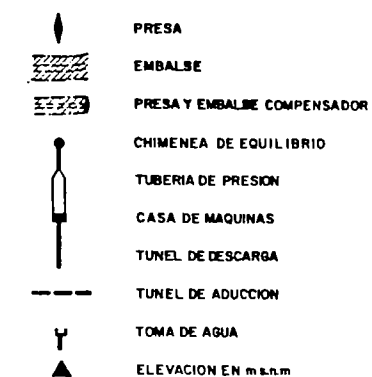 PRESA
EMBALSE
PRESA Y EMBALSE COMPENSADOR
CHIMENEA DE EQUILIBRIO
TUBERIA DE PRESION
CASA DE MAQUINAS
TUNEL DE DESCARGA
TUNEL DE ADUCCION
TOMA DE AGUA
ELEVACION EN m s.n.m